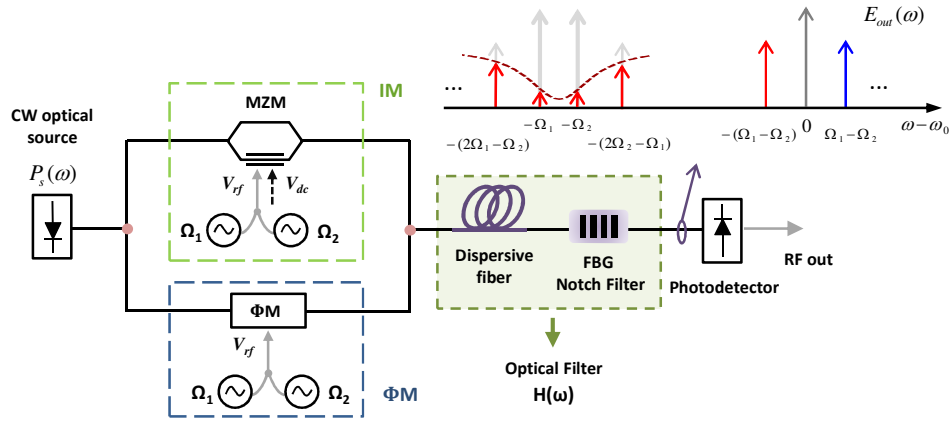 E_out(ω)
IM
MZM
CW optical
source
P_s(ω)
V_rf
V_dc
Ω₁
Ω₂
...
−Ω₁
−Ω₂
−(2Ω₁−Ω₂)
−(2Ω₂−Ω₁)
−(Ω₁−Ω₂)
0
Ω₁−Ω₂
...
ω−ω₀
Dispersive
fiber
FBG
Notch Filter
Photodetector
RF out
ΦM
V_rf
Ω₁
Ω₂
ΦM
Optical Filter
H(ω)